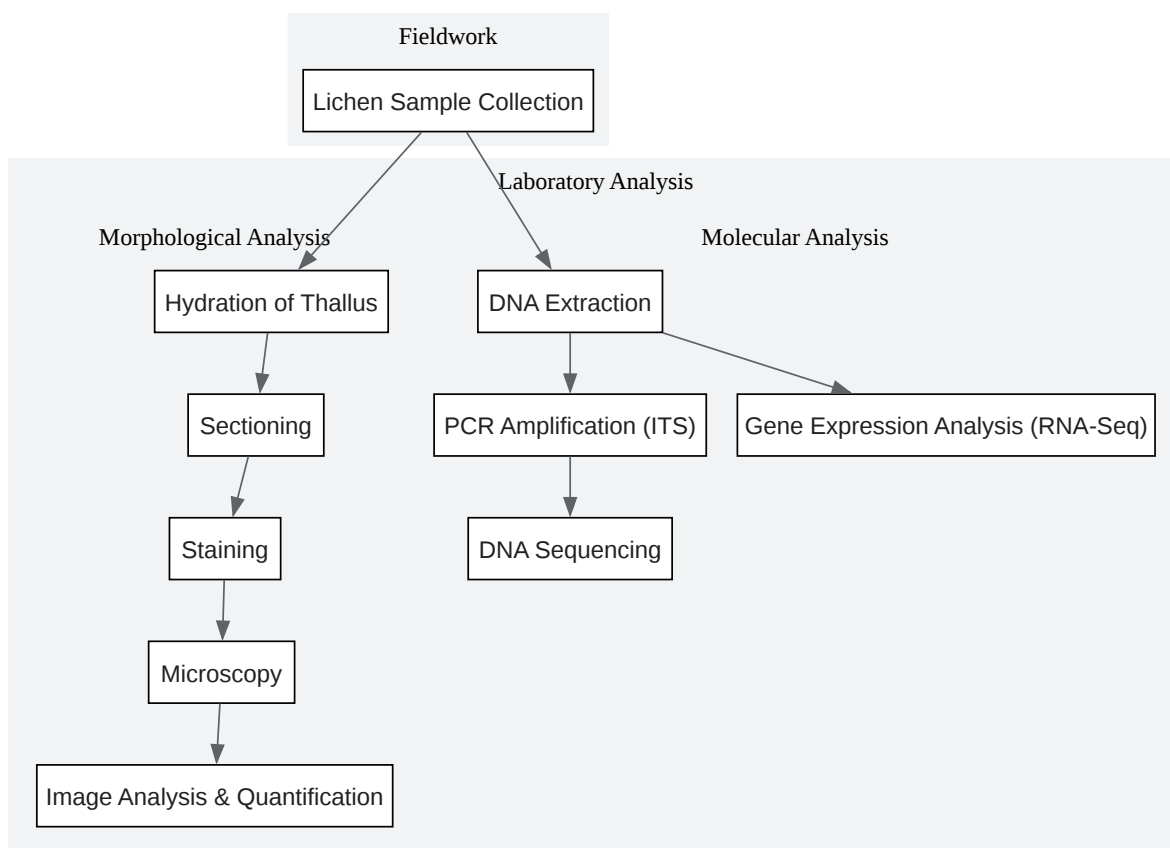 Fieldwork
Lichen Sample Collection
Laboratory Analysis
Morphological Analysis
Molecular Analysis
Hydration of Thallus
DNA Extraction
Sectioning
PCR Amplification (ITS)
Gene Expression Analysis (RNA-Seq)
Staining
DNA Sequencing
Microscopy
Image Analysis & Quantification